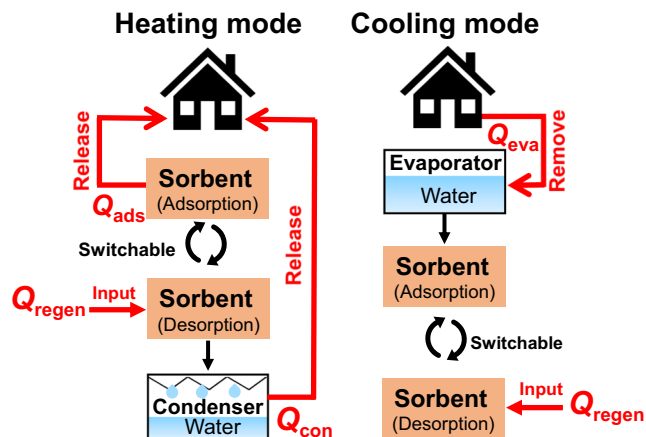 Heating mode
Release
Sorbent
(Adsorption)
Qads
Switchable
Release
Qregen
Input
Sorbent
(Desorption)
Condenser
Water
Qcon
Cooling mode
Qeva
Remove
Evaporator
Water
Sorbent
(Adsorption)
Switchable
Sorbent
(Desorption)
Input
Qregen